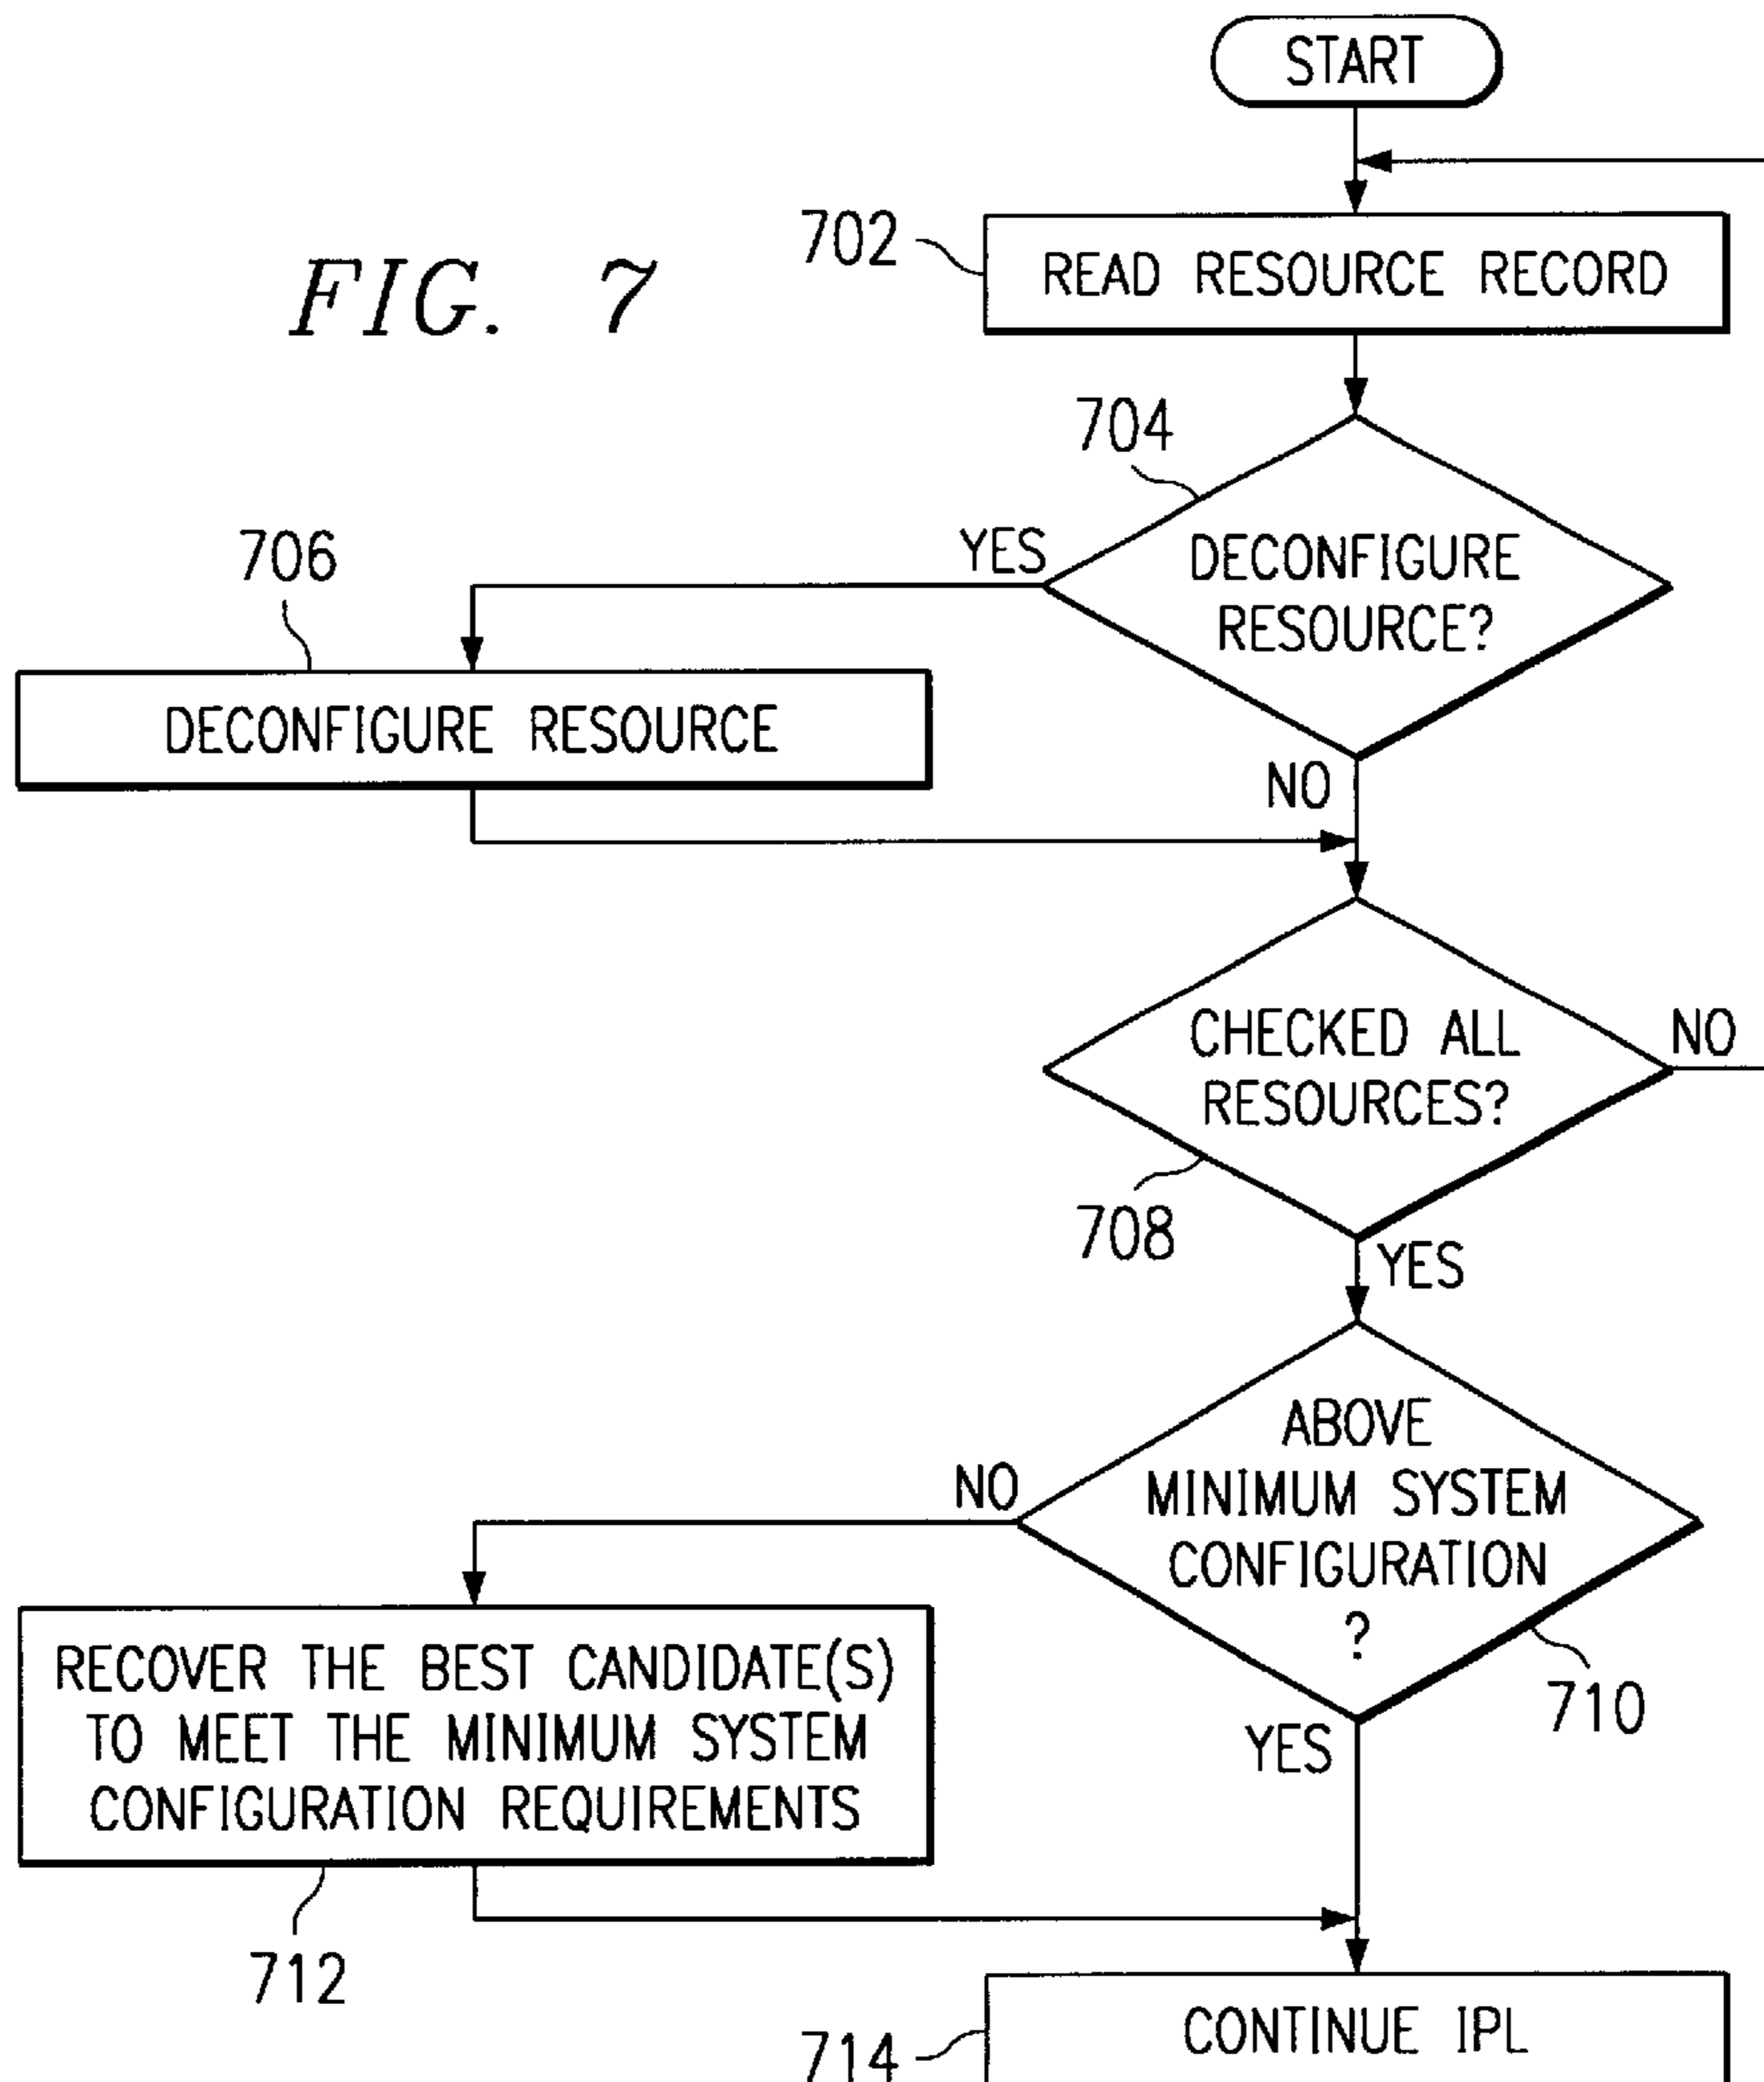 START
702
READ RESOURCE RECORD
FIG. 7
704
YES
DECONFIGURE
RESOURCE?
706
DECONFIGURE RESOURCE
NO
CHECKED ALL
RESOURCES?
NO
708
YES
ABOVE
MINIMUM SYSTEM
CONFIGURATION
?
NO
710
RECOVER THE BEST CANDIDATE(S)
TO MEET THE MINIMUM SYSTEM
CONFIGURATION REQUIREMENTS
YES
712
CONTINUE IPL
714